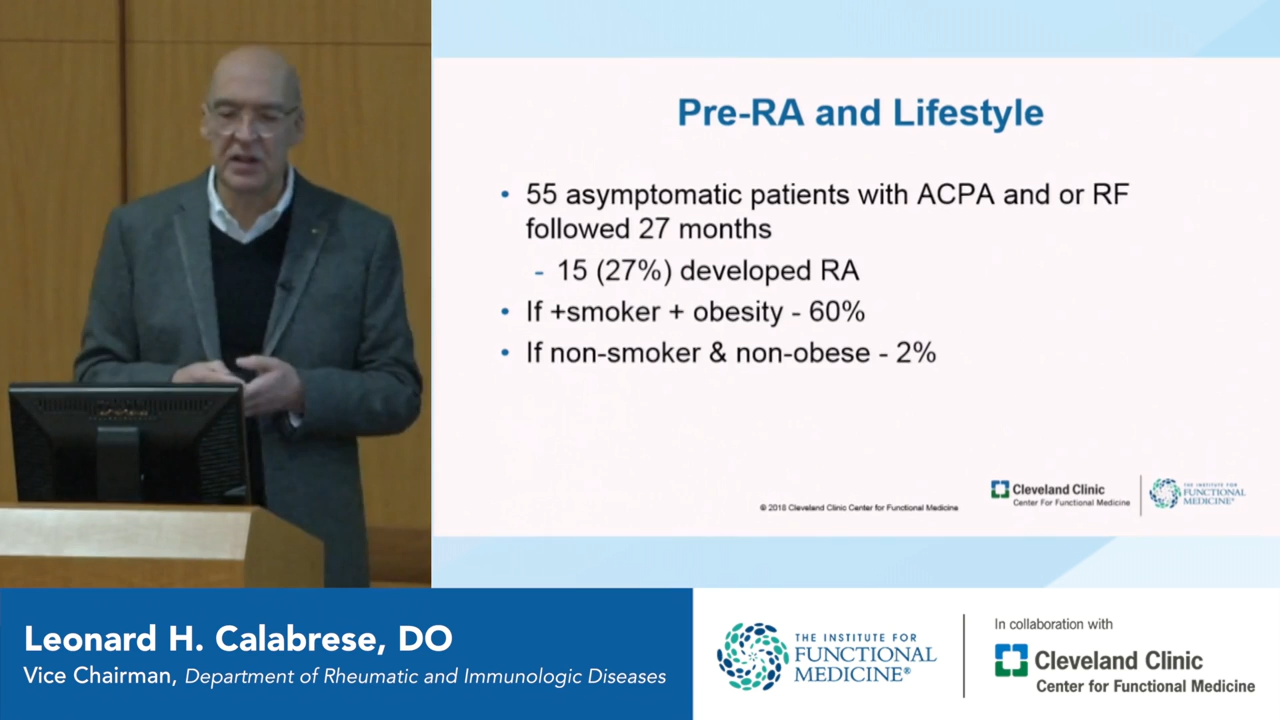 Pre-RA and Lifestyle
• 55 asymptomatic patients with ACPA and or RF
followed 27 months
- 15 (27%) developed RA
• If +smoker + obesity - 60%
• If non-smoker & non-obese - 2%
© 2018 Cleveland Clinic Center for Functional Medicine
Cleveland Clinic
Center For Functional Medicine
THE INSTITUTE FOR
FUNCTIONAL
MEDICINE®
Leonard H. Calabrese, DO
Vice Chairman, Department of Rheumatic and Immunologic Diseases
THE INSTITUTE FOR
FUNCTIONAL
MEDICINE®
In collaboration with
Cleveland Clinic
Center for Functional Medicine